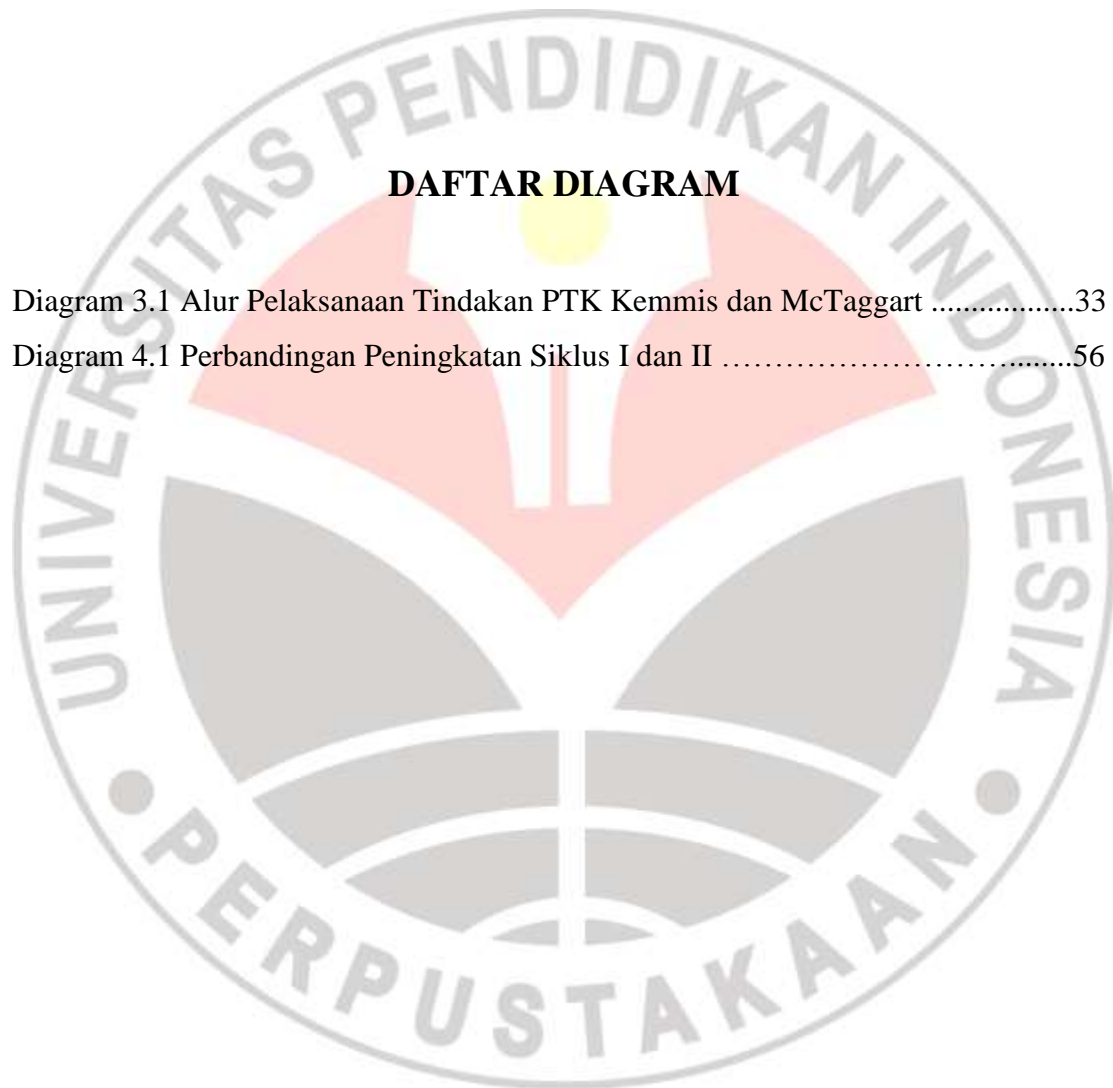 DAFTAR DIAGRAM
Diagram 3.1 Alur Pelaksanaan Tindakan PTK Kemmis dan McTaggart ..................33
Diagram 4.1 Perbandingan Peningkatan Siklus I dan II ………………………........56
UNIVERSITAS PENDIDIKAN INDONESIA
PERPUSTAKAAN